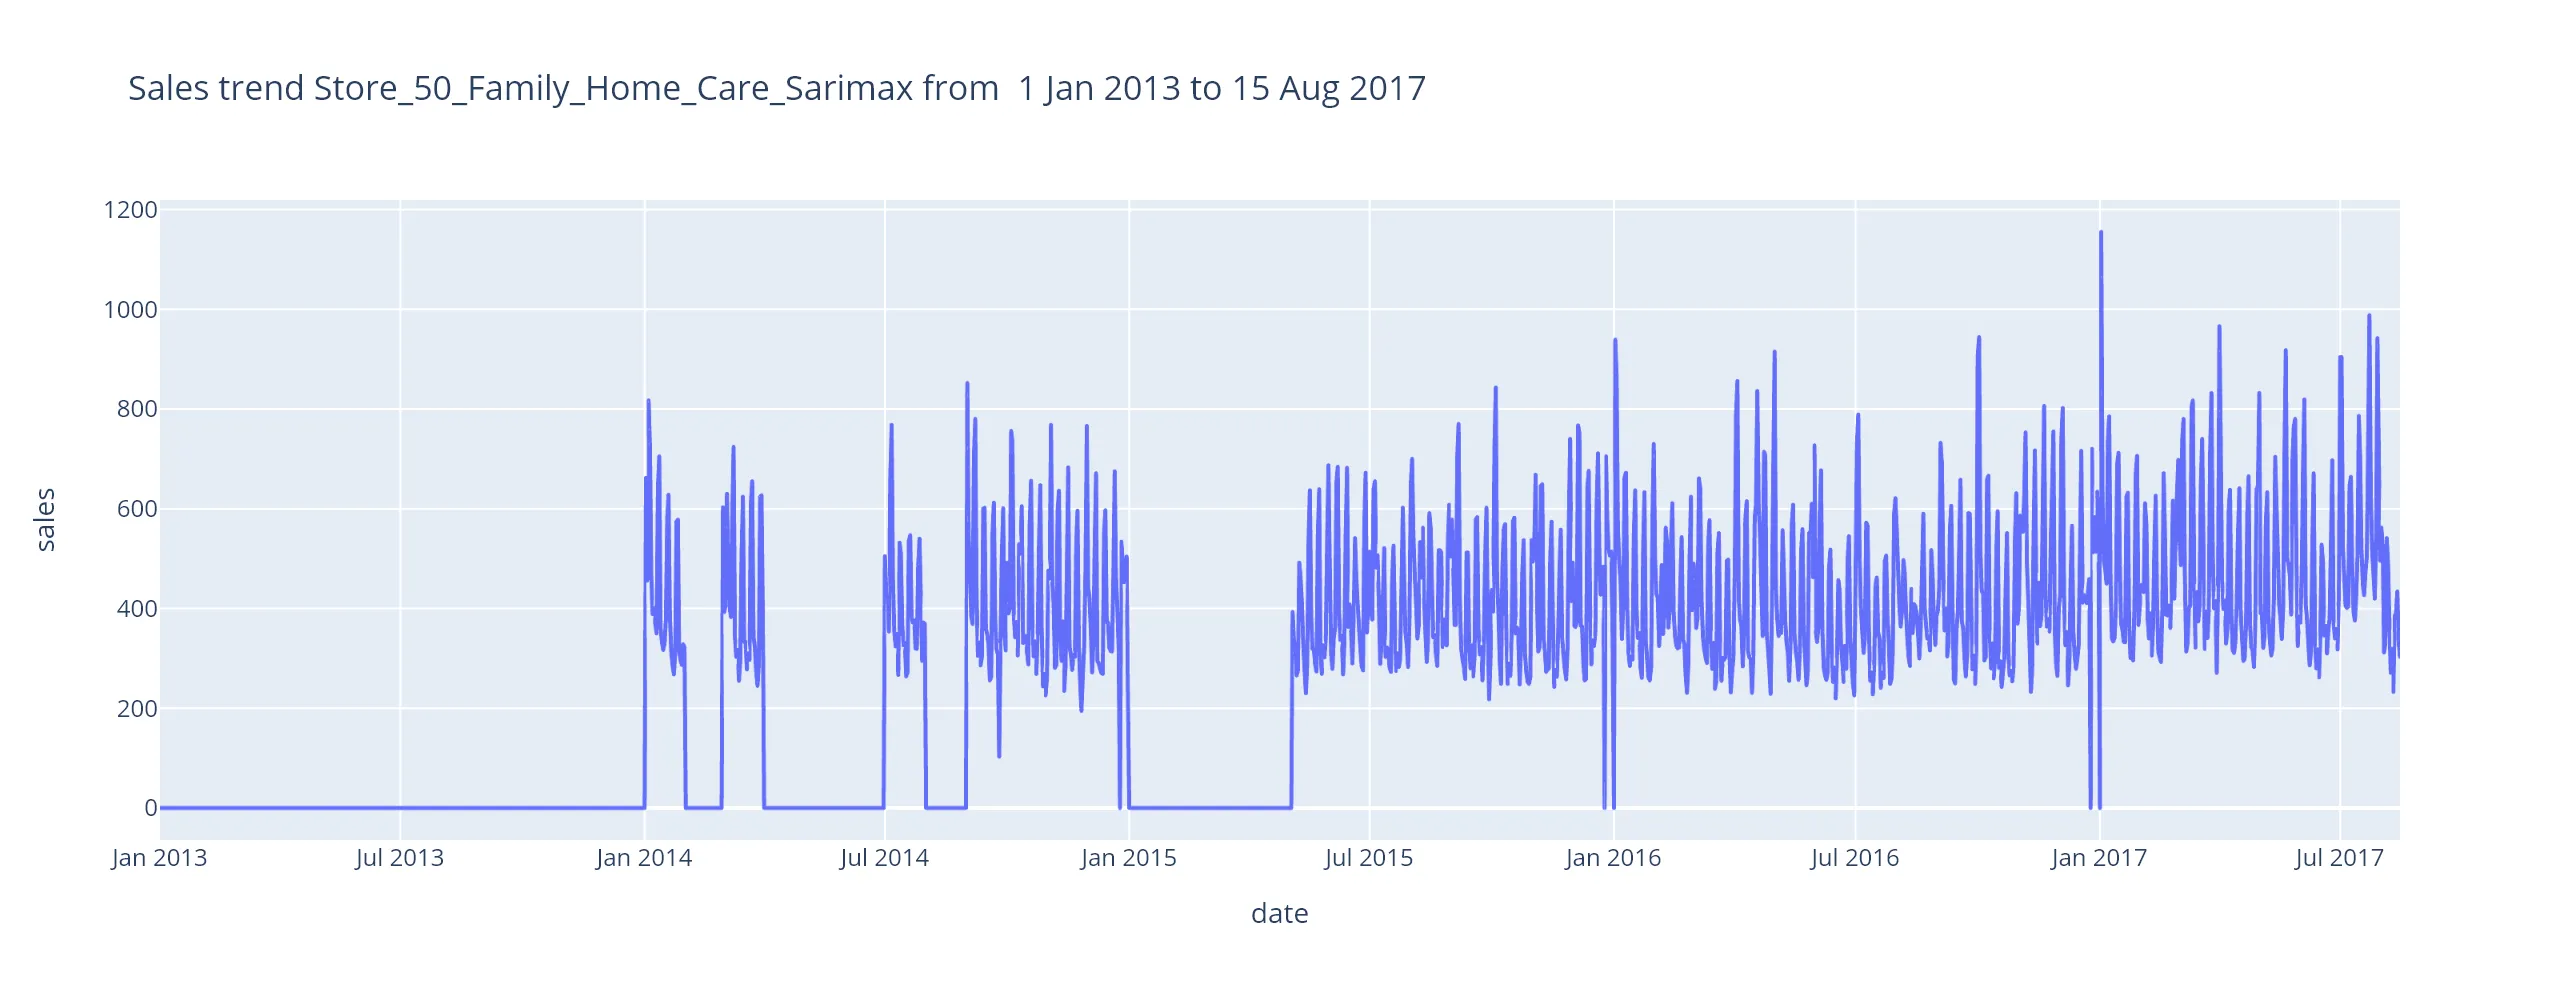 Sales trend Store_50_Family_Home_Care_Sarimax from  1 Jan 2013 to 15 Aug 2017
1200
1000
800
600
400
200
0
sales
Jan 2013
Jul 2013
Jan 2014
Jul 2014
Jan 2015
Jul 2015
Jan 2016
Jul 2016
Jan 2017
Jul 2017
date